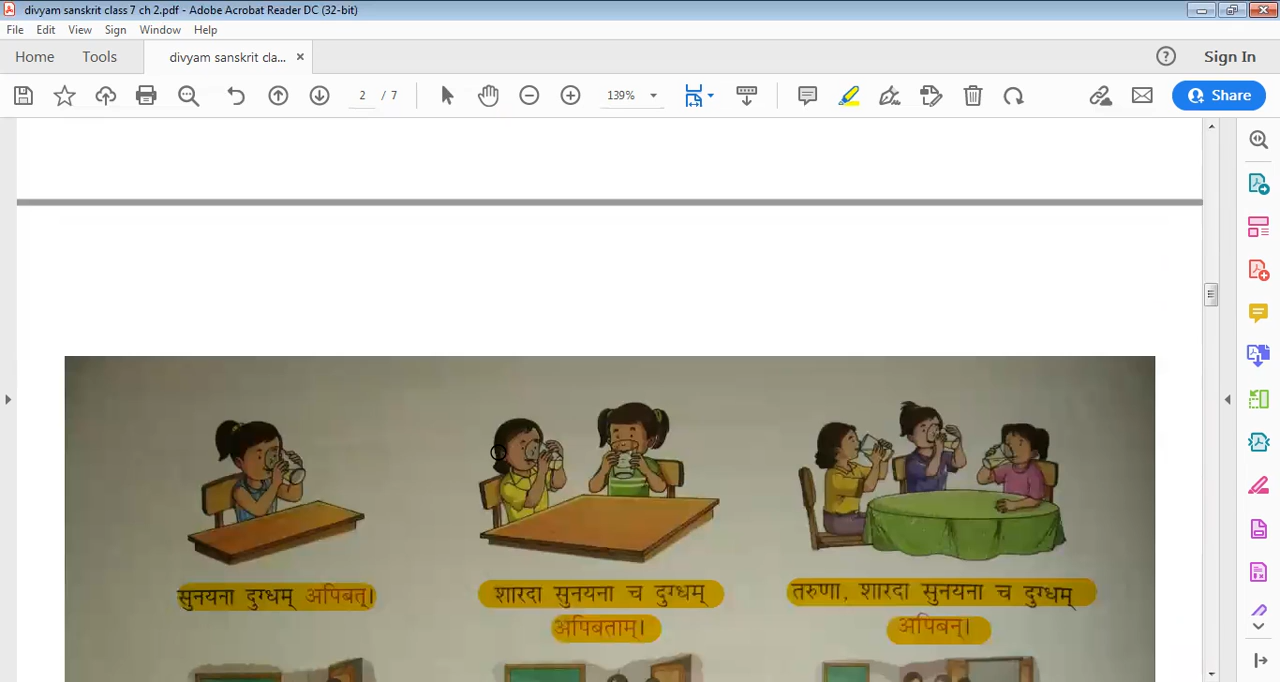 divyam sanskrit class 7 ch 2.pdf - Adobe Acrobat Reader DC (32-bit)
File Edit View Sign Window Help
Home Tools divyam sanskrit cla... ×
? Sign In
2 / 7 139% Share
सुनयना दुग्धम् अपिबत्।
शारदा सुनयना च दुग्धम्
अपिबताम्।
तरुणा, शारदा सुनयना च दुग्धम्
अपिबन्।